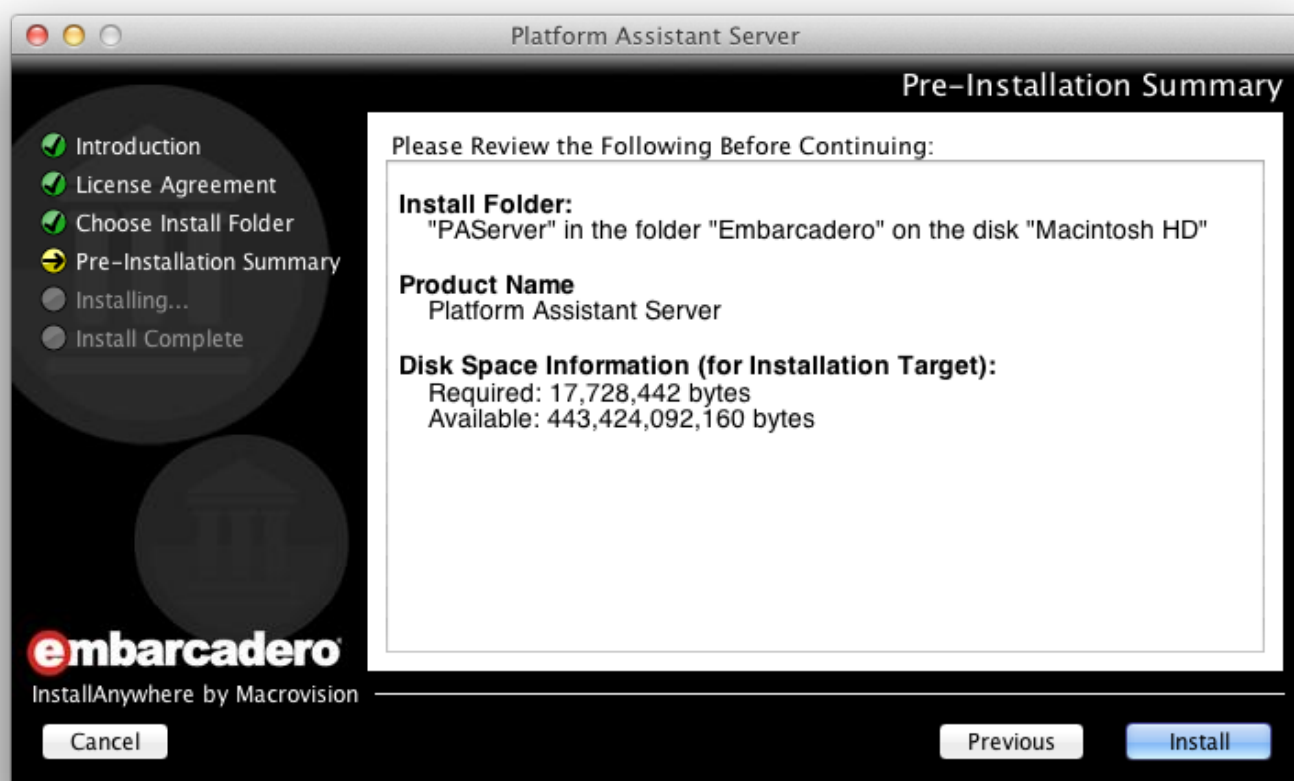 Platform Assistant Server
Pre-Installation Summary
Introduction
License Agreement
Choose Install Folder
Pre-Installation Summary
Installing...
Install Complete
Please Review the Following Before Continuing:
Install Folder:
"PAServer" in the folder "Embarcadero" on the disk "Macintosh HD"
Product Name
Platform Assistant Server
Disk Space Information (for Installation Target):
Required: 17,728,442 bytes
Available: 443,424,092,160 bytes
embarcadero
InstallAnywhere by Macrovision
Cancel
Previous
Install